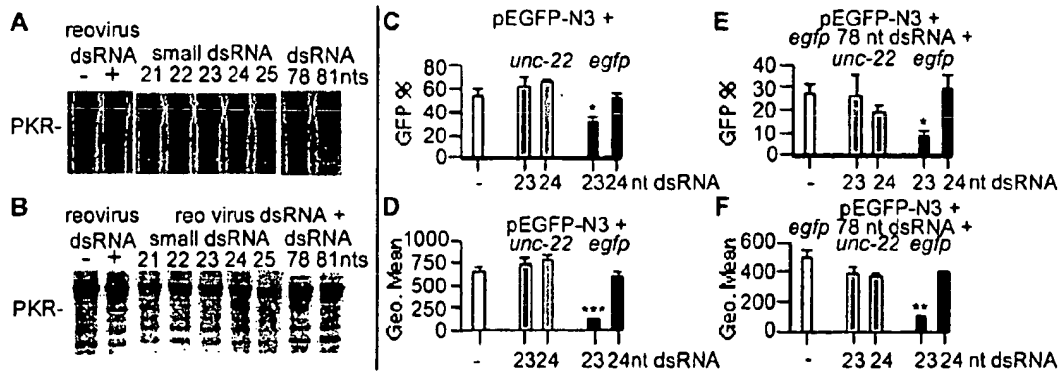 A
reovirus
dsRNA small dsRNA dsRNA
- + 21 22 23 24 25 78 81nts
PKR-
B
reovirus reo virus dsRNA +
dsRNA small dsRNA dsRNA
- + 21 22 23 24 25 78 81nts
PKR-
C
pEGFP-N3 +
unc-22 egfp
GFP %
80
60
40
20
0
*
- 23 24 23 24 nt dsRNA
D
pEGFP-N3 +
unc-22 egfp
Geo. Mean
1000
750
500
250
0
***
- 23 24 23 24 nt dsRNA
E
pEGFP-N3 +
egfp 78 nt dsRNA +
unc-22 egfp
GFP %
40
30
20
10
0
*
- 23 24 23 24 nt dsRNA
F
pEGFP-N3 +
egfp 78 nt dsRNA +
unc-22 egfp
Geo. Mean
600
400
200
0
**
- 23 24 23 24 nt dsRNA